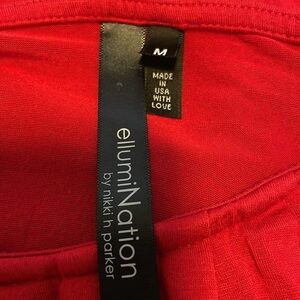 M
MADE
IN
USA
WITH
LOVE
ellumiNation
by nikki h parker